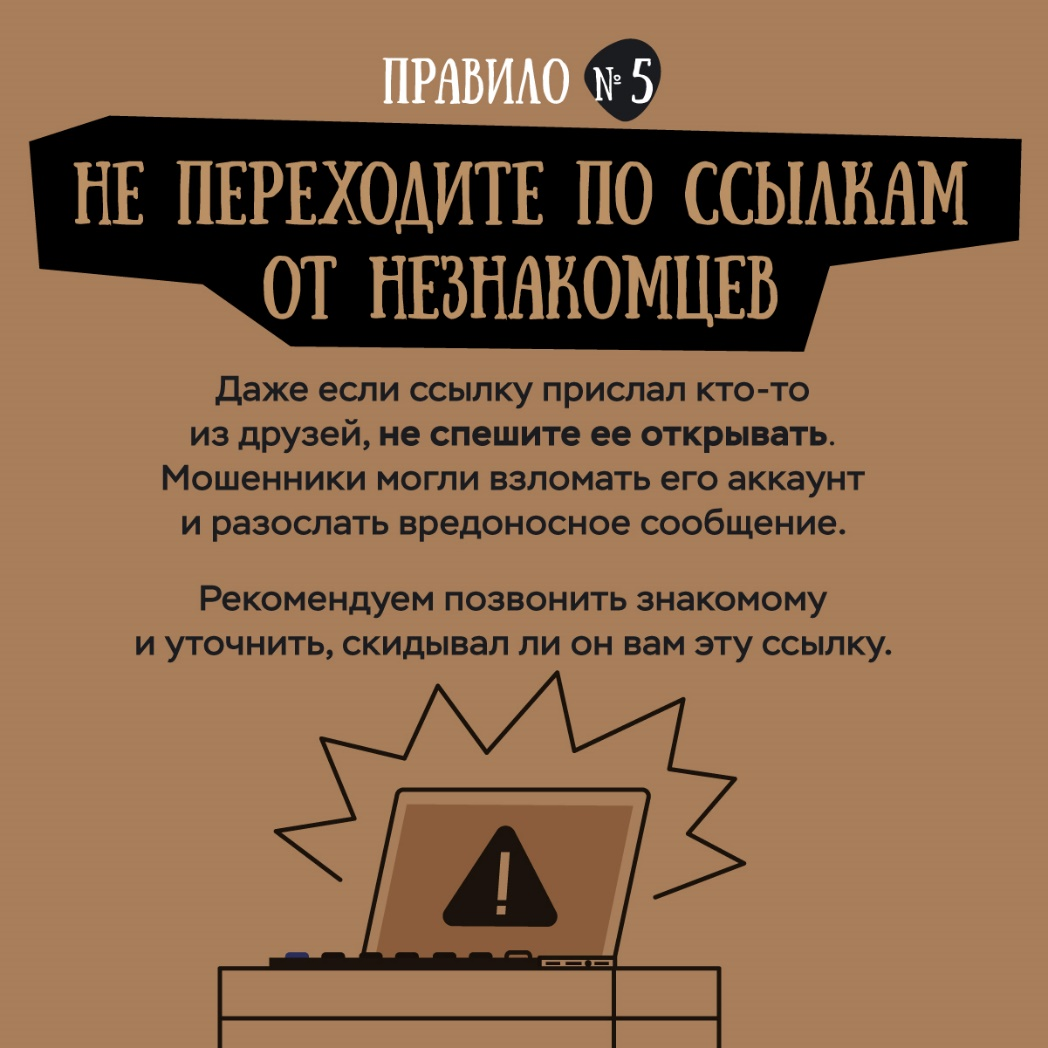 ПРАВИЛО № 5
НЕ ПЕРЕХОДИТЕ ПО ССЫЛКАМ
ОТ НЕЗНАКОМЦЕВ
Даже если ссылку прислал кто-то
из друзей, не спешите ее открывать.
Мошенники могли взломать его аккаунт
и разослать вредоносное сообщение.
Рекомендуем позвонить знакомому
и уточнить, скидывал ли он вам эту ссылку.
!